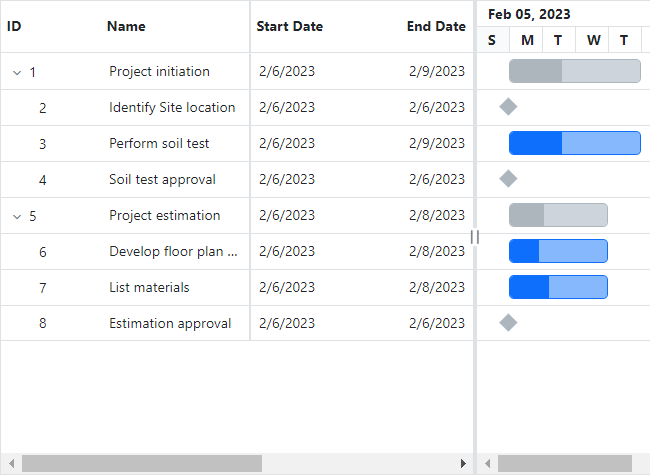 ID Name Start Date End Date Feb 05, 2023
S M T W T
1 Project initiation 2/6/2023 2/9/2023
2 Identify Site location 2/6/2023 2/6/2023
3 Perform soil test 2/6/2023 2/9/2023
4 Soil test approval 2/6/2023 2/6/2023
5 Project estimation 2/6/2023 2/8/2023
6 Develop floor plan ... 2/6/2023 2/8/2023
7 List materials 2/6/2023 2/8/2023
8 Estimation approval 2/6/2023 2/6/2023